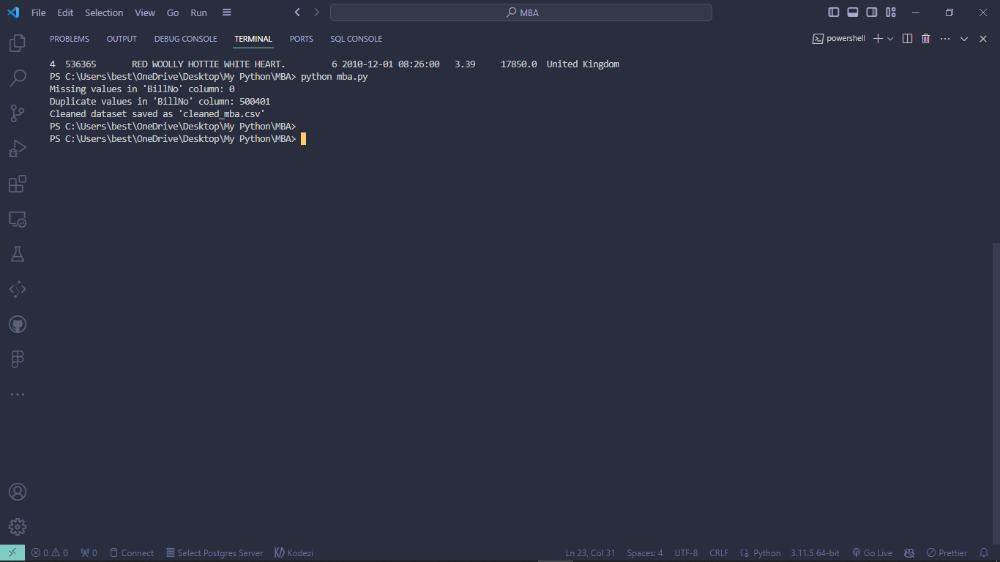 File Edit Selection View Go Run MBA
PROBLEMS OUTPUT DEBUG CONSOLE TERMINAL PORTS SQL CONSOLE powershell
4  536365       RED WOOLLY HOTTIE WHITE HEART.         6 2010-12-01 08:26:00   3.39     17850.0  United Kingdom
PS C:\Users\best\OneDrive\Desktop\My Python\MBA> python mba.py
Missing values in 'BillNo' column: 0
Duplicate values in 'BillNo' column: 500401
Cleaned dataset saved as 'cleaned_mba.csv'
PS C:\Users\best\OneDrive\Desktop\My Python\MBA>
PS C:\Users\best\OneDrive\Desktop\My Python\MBA>
0 0 0 Connect Select Postgres Server Kodezi Ln 23, Col 31 Spaces: 4 UTF-8 CRLF Python 3.11.5 64-bit Go Live Prettier